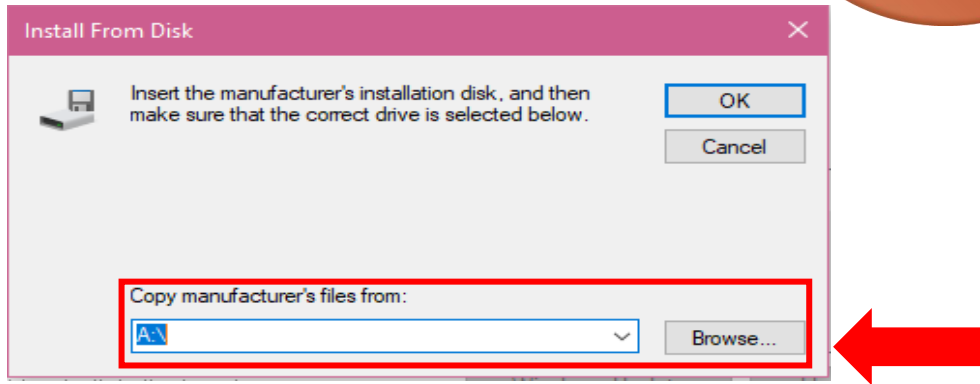 Install From Disk
Insert the manufacturer's installation disk, and then
make sure that the correct drive is selected below.
OK
Cancel
Copy manufacturer's files from:
A:\
Browse...